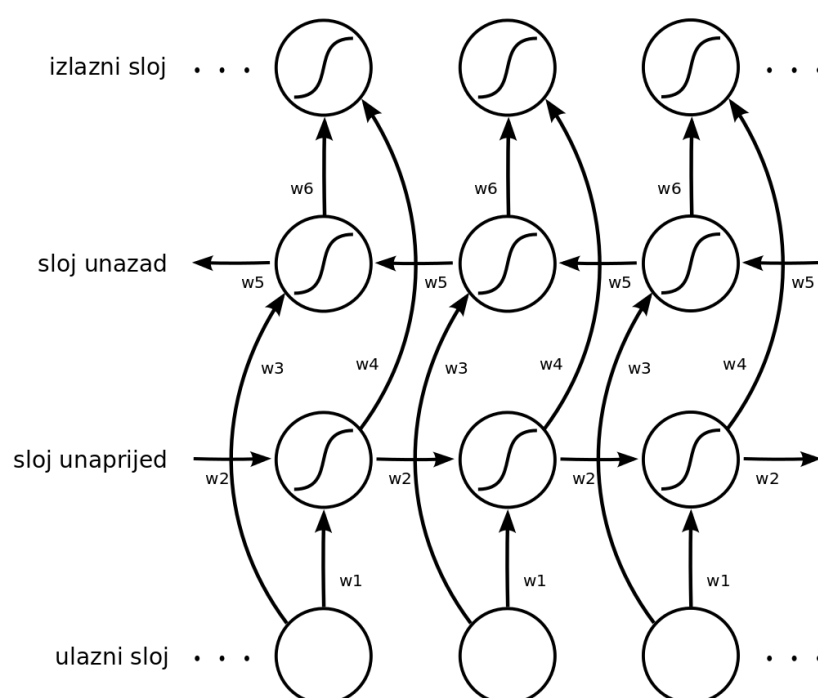 izlazni sloj . . . . . .
w6 w6 w6
sloj unazad
w5 w5 w5 w5
w3 w4 w3 w4 w3 w4
sloj unaprijed
w2 w2 w2 w2
w1 w1 w1
ulazni sloj . . . . . .